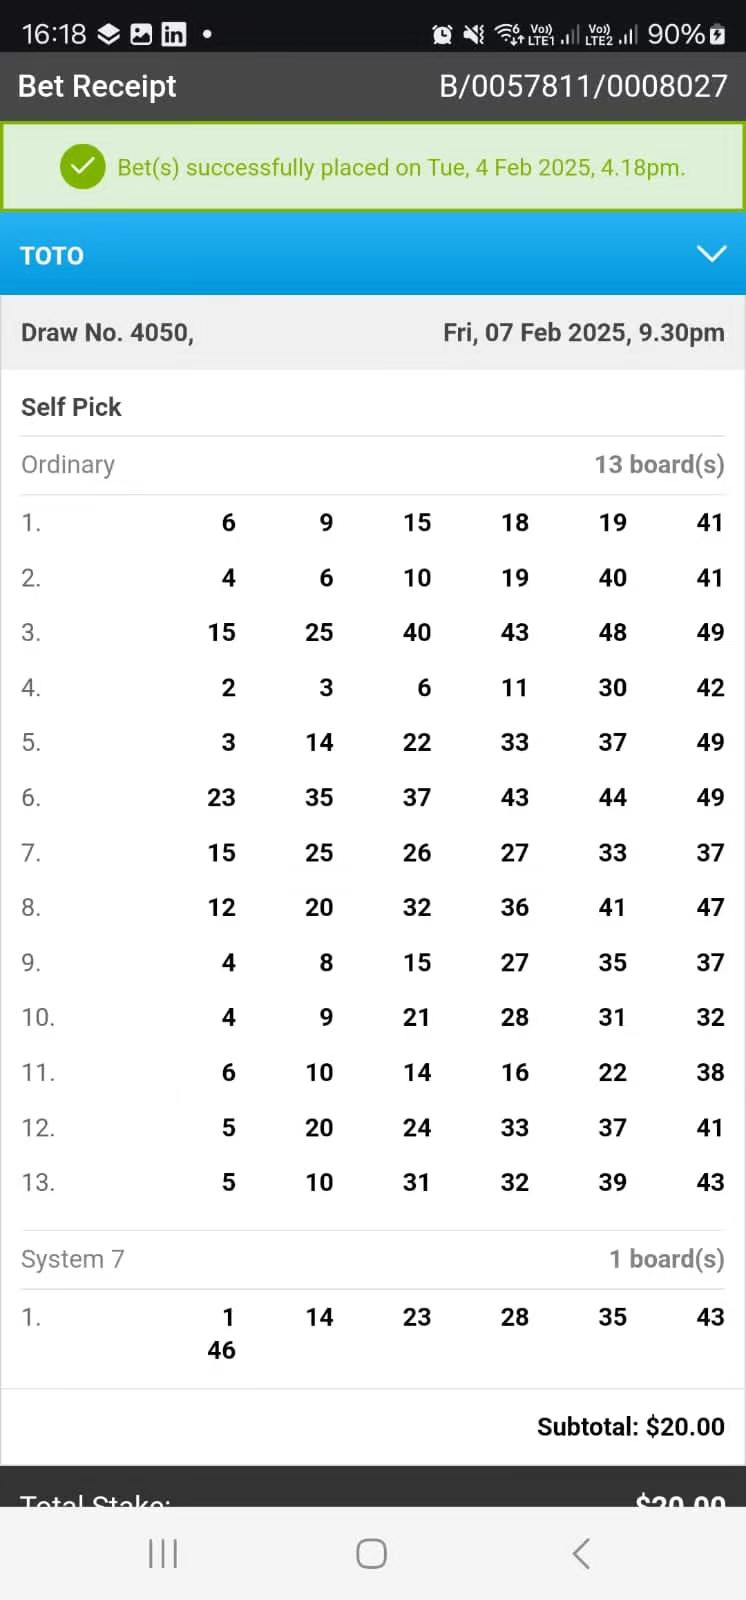 16:18 in Vo)) LTE1 Vo)) LTE2 90%
Bet Receipt B/0057811/0008027
Bet(s) successfully placed on Tue, 4 Feb 2025, 4.18pm.
TOTO
Draw No. 4050, Fri, 07 Feb 2025, 9.30pm
Self Pick
Ordinary 13 board(s)
1. 6 9 15 18 19 41
2. 4 6 10 19 40 41
3. 15 25 40 43 48 49
4. 2 3 6 11 30 42
5. 3 14 22 33 37 49
6. 23 35 37 43 44 49
7. 15 25 26 27 33 37
8. 12 20 32 36 41 47
9. 4 8 15 27 35 37
10. 4 9 21 28 31 32
11. 6 10 14 16 22 38
12. 5 20 24 33 37 41
13. 5 10 31 32 39 43
System 7 1 board(s)
1. 1 14 23 28 35 43
46
Subtotal: $20.00
Total Stake: $20.00